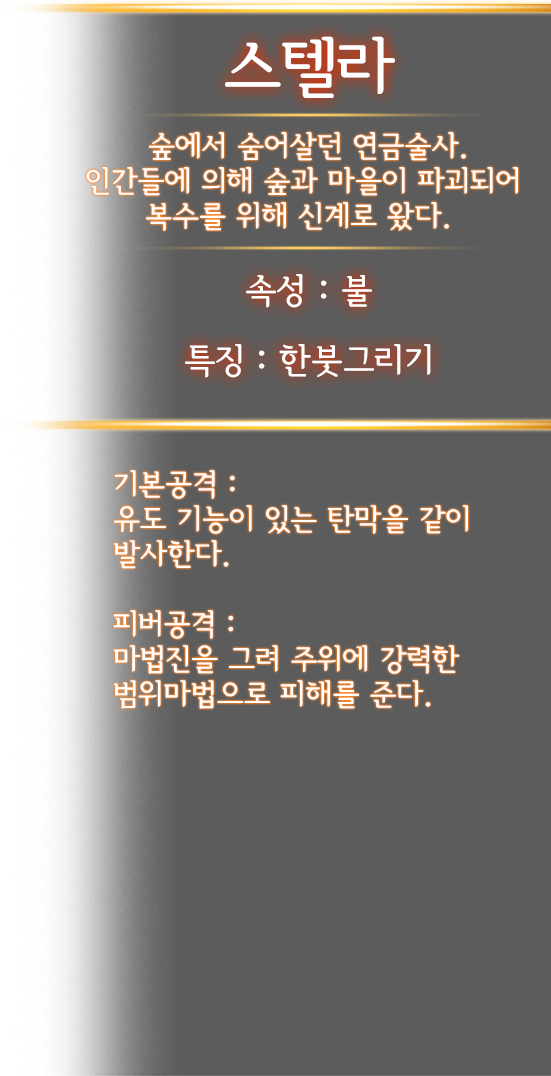 스텔라
숲에서 숨어살던 연금술사.
인간들에 의해 숲과 마을이 파괴되어
복수를 위해 신계로 왔다.
속성 : 불
특징 : 한붓그리기
기본공격 :
유도 기능이 있는 탄막을 같이
발사한다.
피버공격 :
마법진을 그려 주위에 강력한
범위마법으로 피해를 준다.